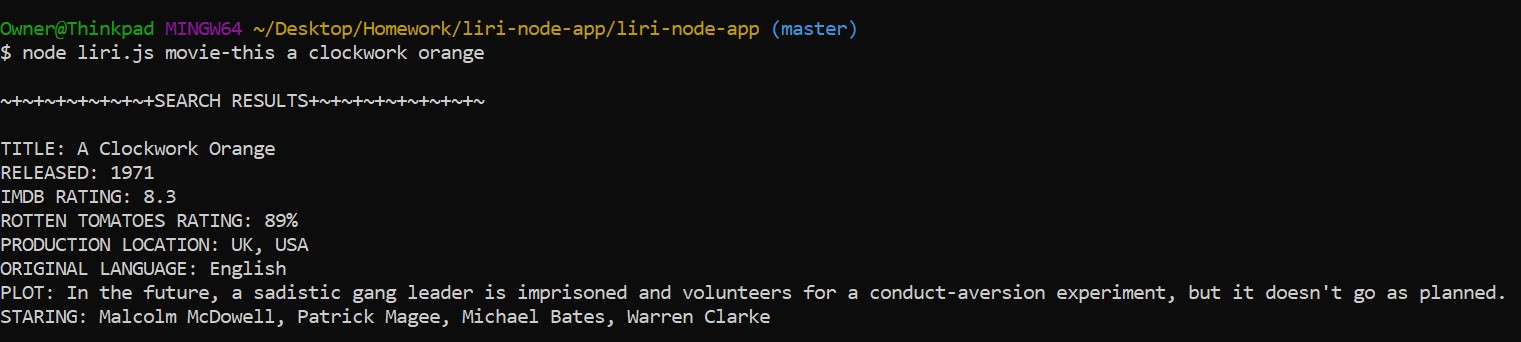 Owner@Thinkpad MINGW64 ~/Desktop/Homework/liri-node-app/liri-node-app (master)
$ node liri.js movie-this a clockwork orange
~+~+~+~+~+~+~+SEARCH RESULTS+~+~+~+~+~+~+~+~
TITLE: A Clockwork Orange
RELEASED: 1971
IMDB RATING: 8.3
ROTTEN TOMATOES RATING: 89%
PRODUCTION LOCATION: UK, USA
ORIGINAL LANGUAGE: English
PLOT: In the future, a sadistic gang leader is imprisoned and volunteers for a conduct-aversion experiment, but it doesn't go as planned.
STARING: Malcolm McDowell, Patrick Magee, Michael Bates, Warren Clarke